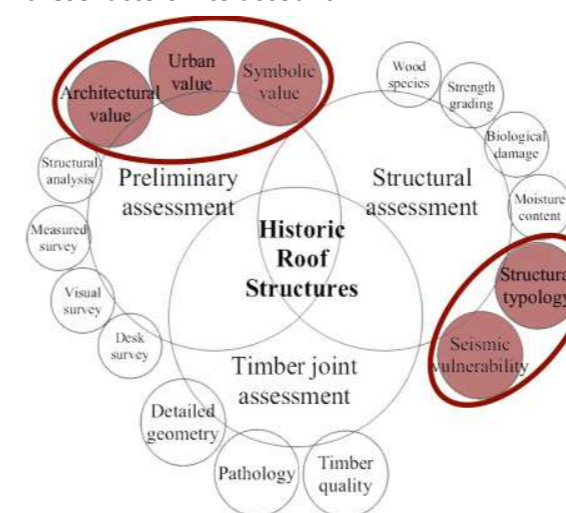 Urban
value
Symbolic
value
Architectural
value
Wood
species
Strength
grading
Biological
damage
Moisture
content
Structural
analysis
Preliminary
assessment
Structural
assessment
Measured
survey
Historic
Roof
Structures
Structura
typology
Visual
survey
Seismic
vulnerability
Desk
survey
Timber joint
assessment
Detailed
geometry
Pathology
Timber
quality